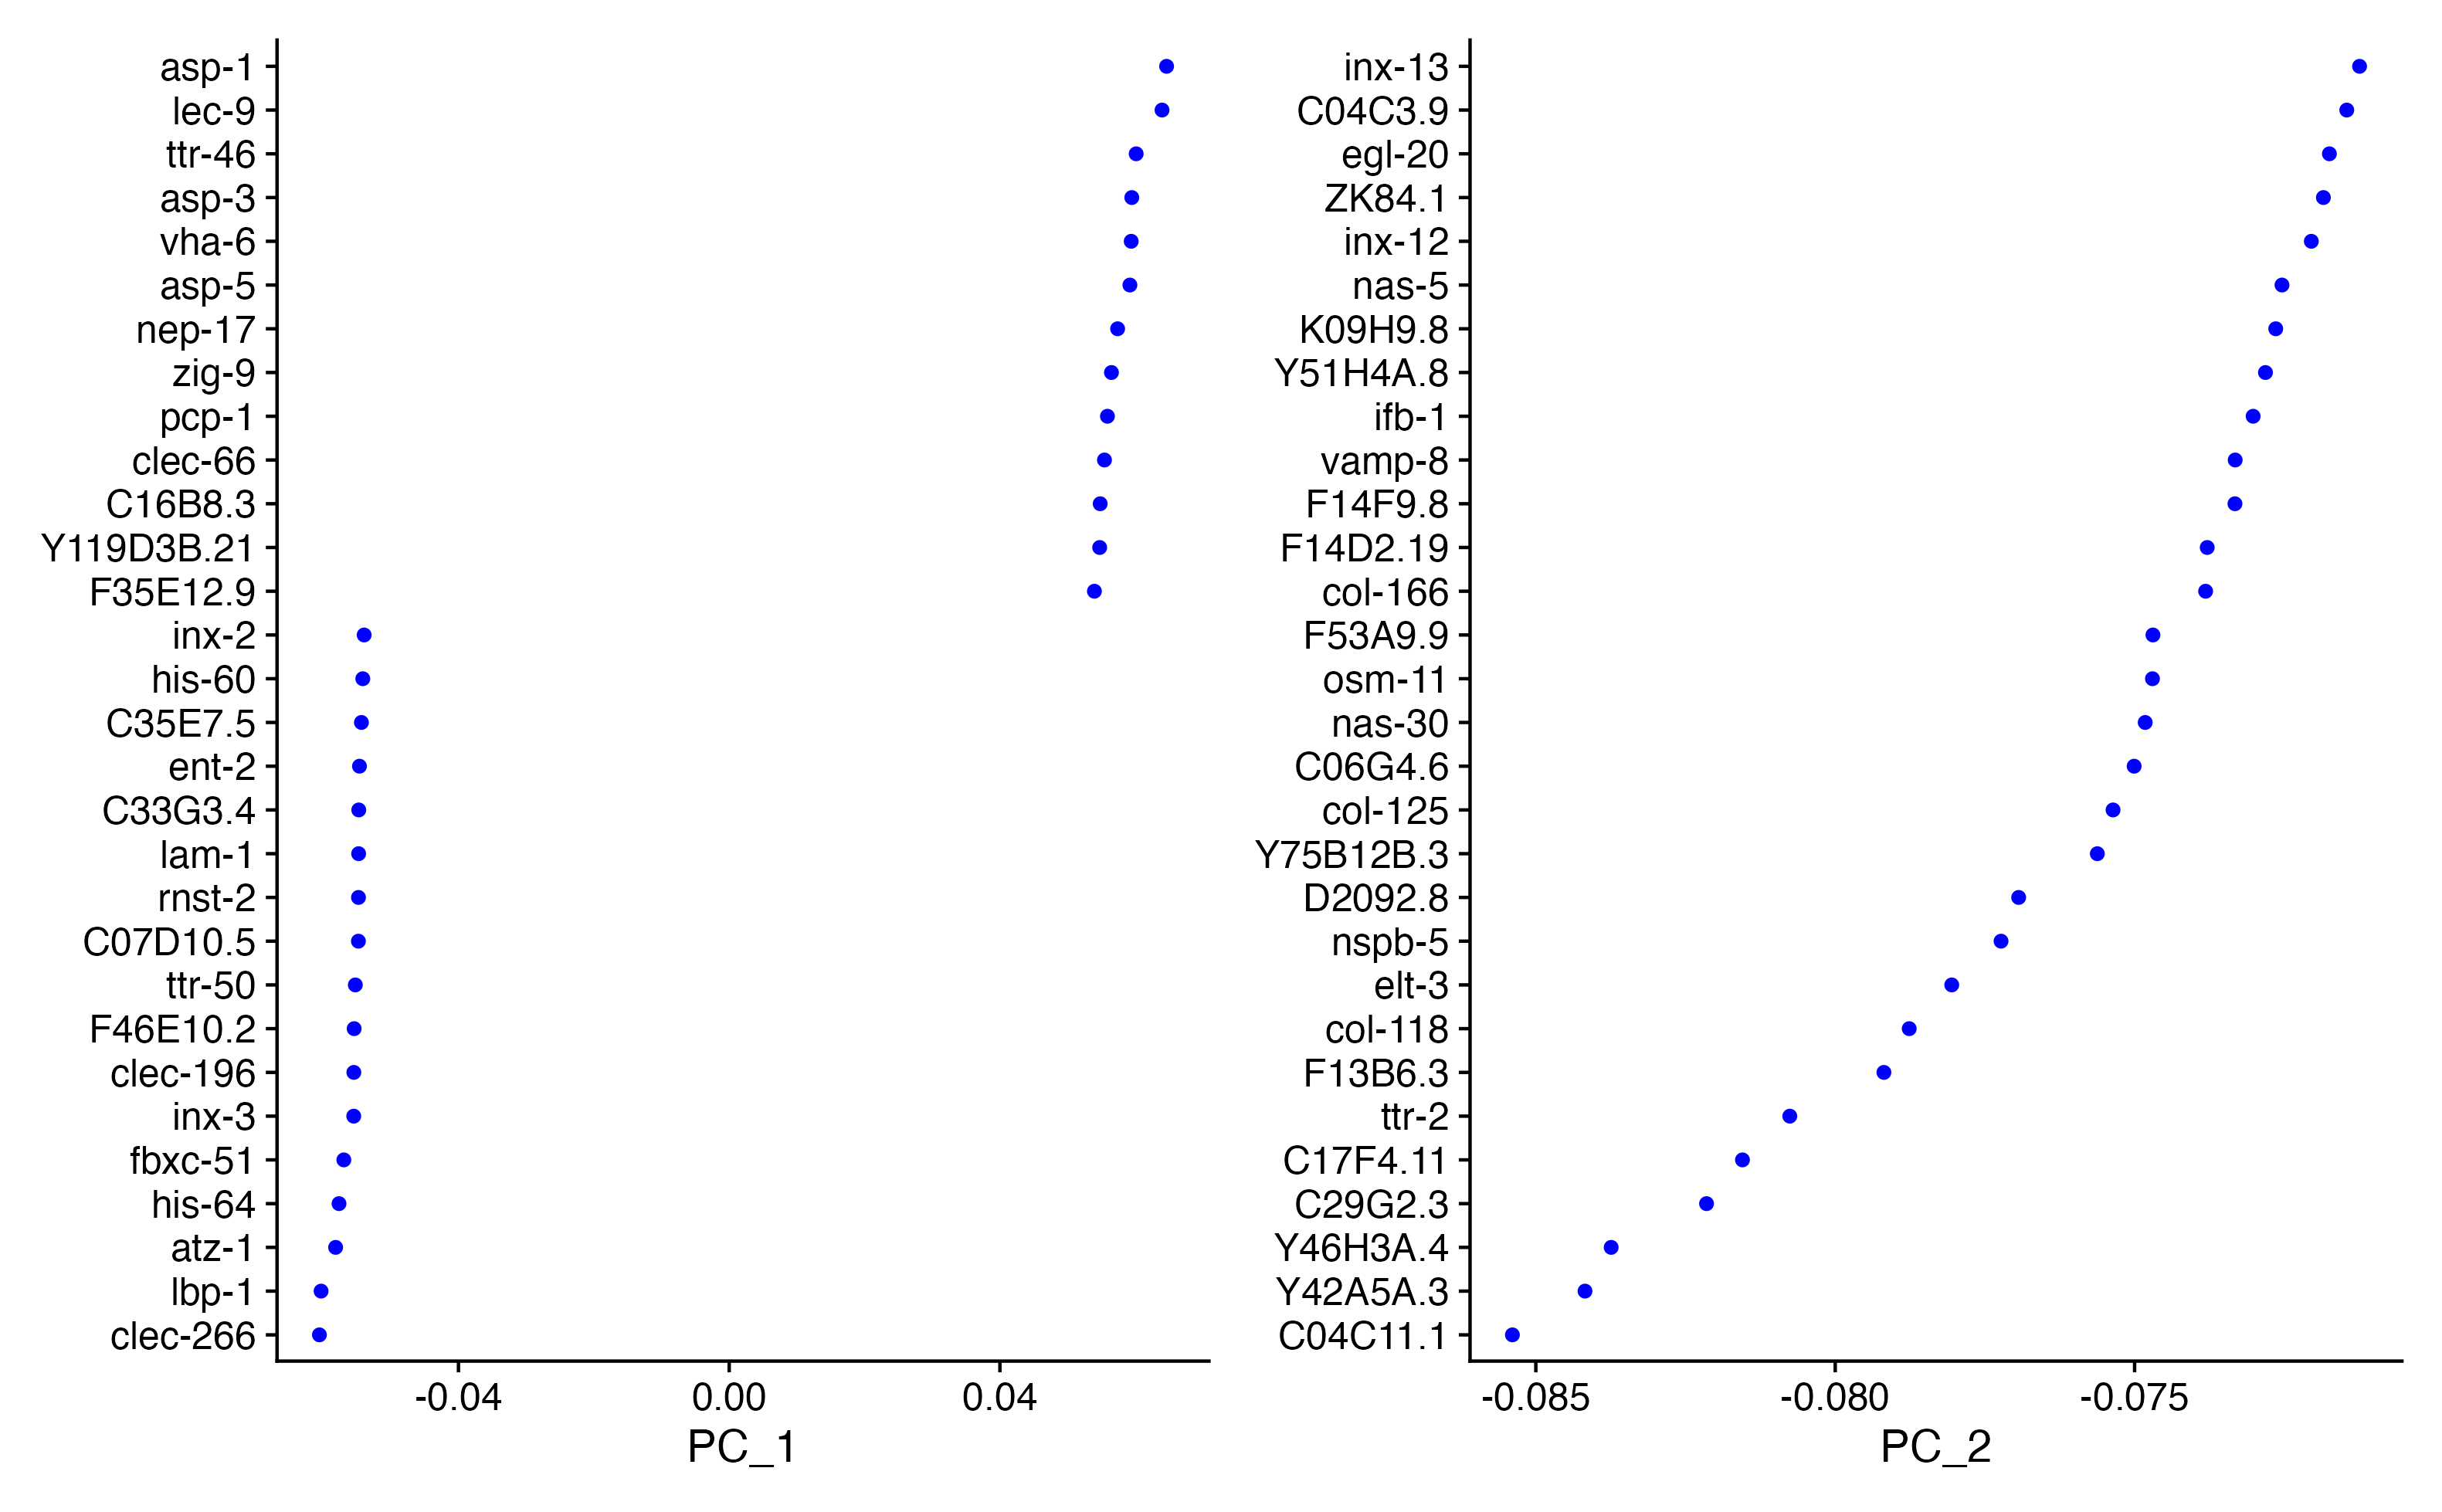 asp-1
lec-9
ttr-46
asp-3
vha-6
asp-5
nep-17
zig-9
pcp-1
clec-66
C16B8.3
Y119D3B.21
F35E12.9
inx-2
his-60
C35E7.5
ent-2
C33G3.4
lam-1
rnst-2
C07D10.5
ttr-50
F46E10.2
clec-196
inx-3
fbxc-51
his-64
atz-1
lbp-1
clec-266
-0.04 0.00 0.04
PC_1
inx-13
C04C3.9
egl-20
ZK84.1
inx-12
nas-5
K09H9.8
Y51H4A.8
ifb-1
vamp-8
F14F9.8
F14D2.19
col-166
F53A9.9
osm-11
nas-30
C06G4.6
col-125
Y75B12B.3
D2092.8
nspb-5
elt-3
col-118
F13B6.3
ttr-2
C17F4.11
C29G2.3
Y46H3A.4
Y42A5A.3
C04C11.1
-0.085 -0.080 -0.075
PC_2